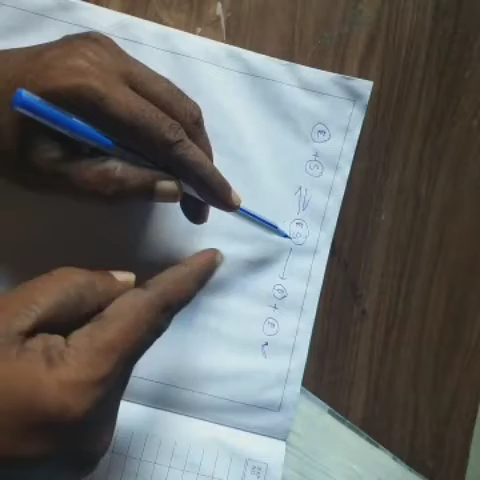 E + S ⇌ ES → P + E